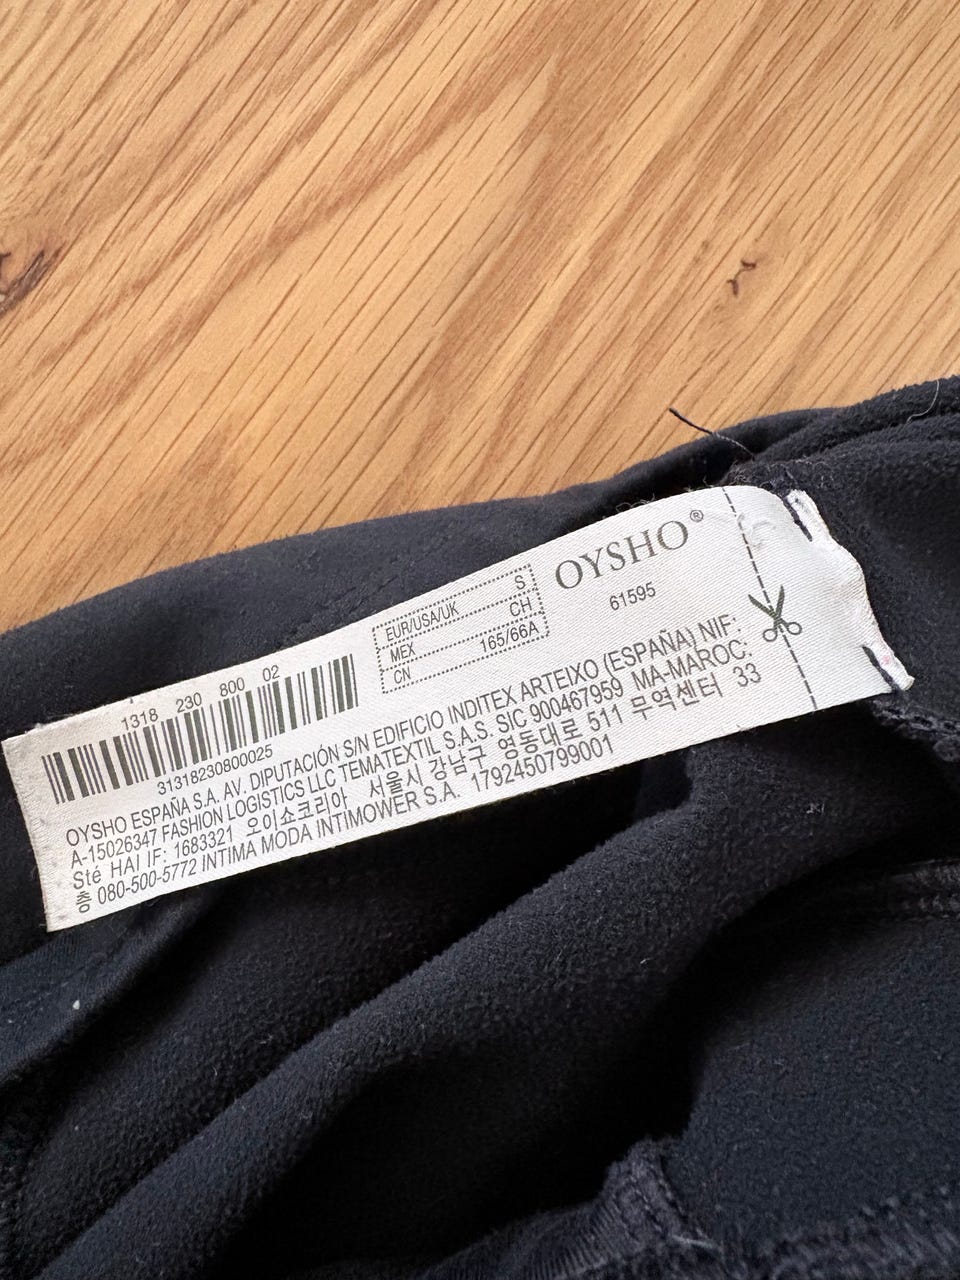 OYSHO®
61595
EUR/USA/UK S
MEX CH
CN 165/66A
1318 230 800 02
31318230800025
OYSHO ESPAÑA S.A. AV. DIPUTACIÓN S/N EDIFICIO INDITEX ARTEIXO (ESPAÑA) NIF:
A-15026347 FASHION LOGISTICS LLC TEMATEXTIL S.A.S. SIC 900467959 MA-MAROC:
Sté HAI IF: 1683321 오이쇼코리아 서울시 강남구 영동대로 511 무역센터 33
층 080-500-5772 INTIMA MODA INTIMOWER S.A. 1792450799001